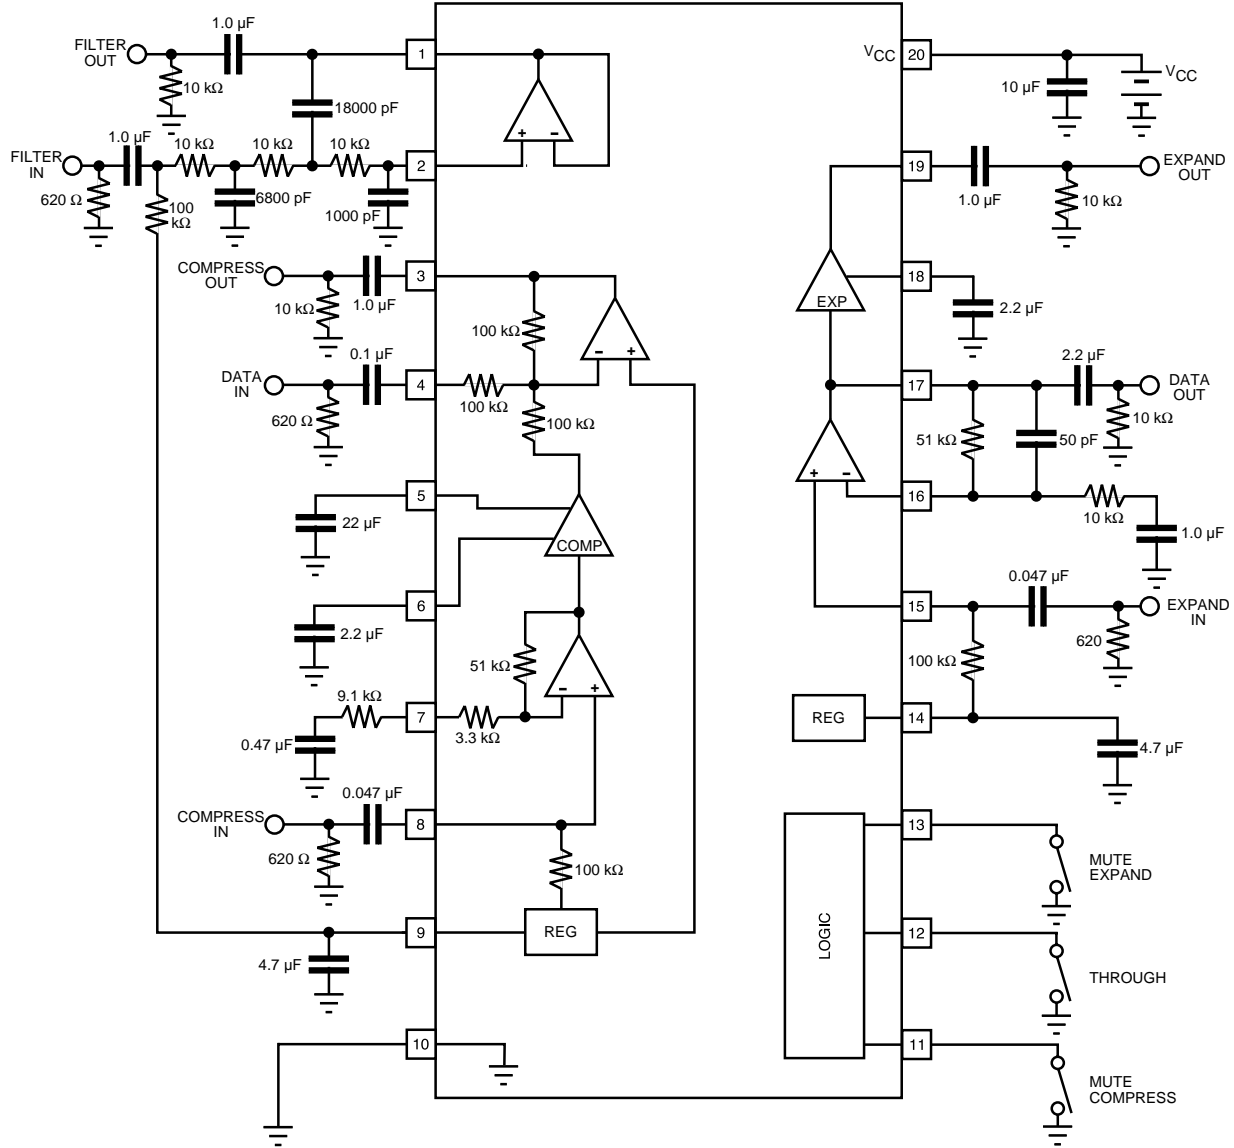 1.0 µF
FILTER
OUT
1
10 kΩ
18000 pF
+ −
1.0 µF
10 kΩ
10 kΩ
10 kΩ
FILTER
IN
2
620 Ω
100
kΩ
6800 pF
1000 pF
COMPRESS
OUT
3
10 kΩ
1.0 µF
100 kΩ
− +
0.1 µF
DATA
IN
4
100 kΩ
620 Ω
100 kΩ
5
22 µF
COMP
6
2.2 µF
51 kΩ
− +
9.1 kΩ
7
3.3 kΩ
0.47 µF
0.047 µF
COMPRESS
IN
8
620 Ω
100 kΩ
9
REG
4.7 µF
10
VCC
20
VCC
10 µF
19
EXPAND
OUT
1.0 µF
10 kΩ
18
EXP
2.2 µF
2.2 µF
17
DATA
OUT
51 kΩ
50 pF
10 kΩ
+ −
16
10 kΩ
1.0 µF
0.047 µF
15
EXPAND
IN
620
100 kΩ
REG
14
4.7 µF
13
MUTE
EXPAND
LOGIC
12
THROUGH
11
MUTE
COMPRESS